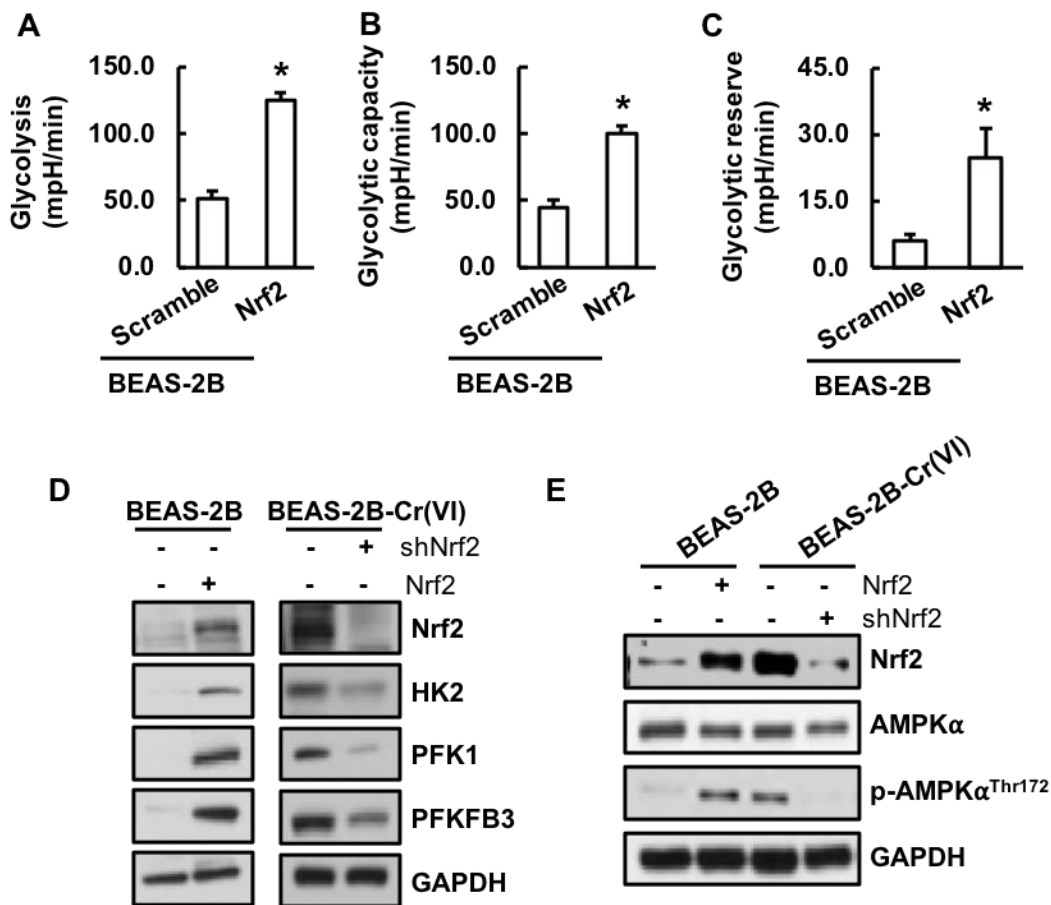 A
Glycolysis
(mpH/min)
150.0
100.0
50.0
0.0
*
Scramble
Nrf2
BEAS-2B
B
Glycolytic capacity
(mpH/min)
150.0
100.0
50.0
0.0
*
Scramble
Nrf2
BEAS-2B
C
Glycolytic reserve
(mpH/min)
45.0
30.0
15.0
0.0
*
Scramble
Nrf2
BEAS-2B
D
BEAS-2B BEAS-2B-Cr(VI)
- - - + shNrf2
- + - - Nrf2
Nrf2
HK2
PFK1
PFKFB3
GAPDH
E
BEAS-2B
BEAS-2B-Cr(VI)
- + - - Nrf2
- - - + shNrf2
Nrf2
AMPKα
p-AMPKαThr172
GAPDH